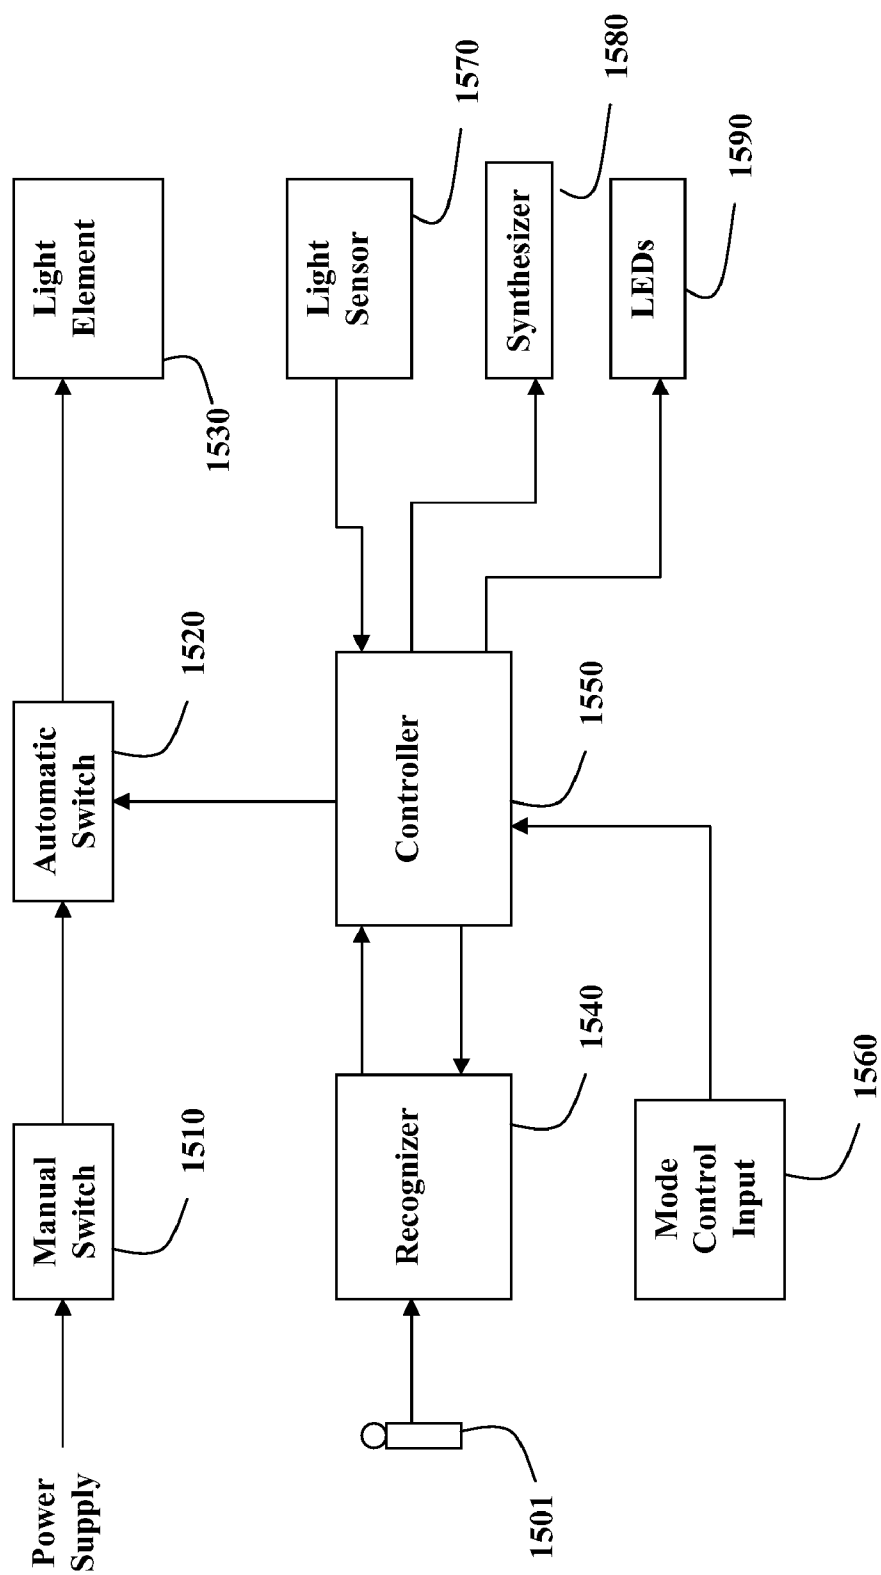 Power
Supply
Manual
Switch
1510
Automatic
Switch
1520
Light
Element
1530
1501
Recognizer
1540
Controller
1550
Light
Sensor
1570
Synthesizer
1580
LEDs
1590
Mode
Control
Input
1560